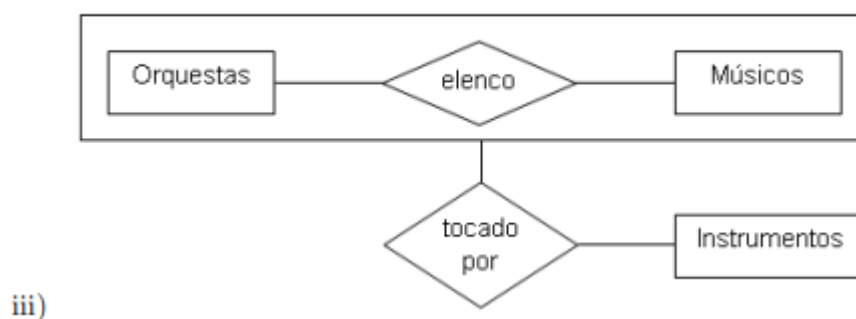 Orquestas
elenco
Músicos
tocado
por
Instrumentos
iii)